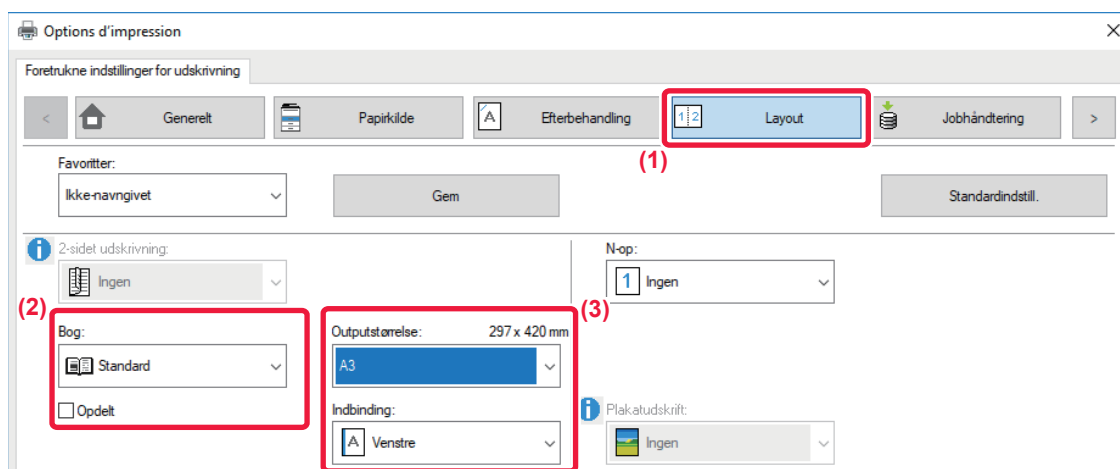 Options d'impression
Foretrukne indstillinger for udskrivning
< Generelt Papirkilde A Efterbehandling 1 2 Layout Jobhåndtering >
(1)
Favoritter:
Ikke-navngivet Gem Standardindstill.
i 2-sidet udskrivning: N-op:
Ingen 1 Ingen
(2) (3)
Bog: Outputstørrelse: 297 x 420 mm
Standard A3
Opdelt Indbinding: i Plakatudskrift:
A Venstre Ingen